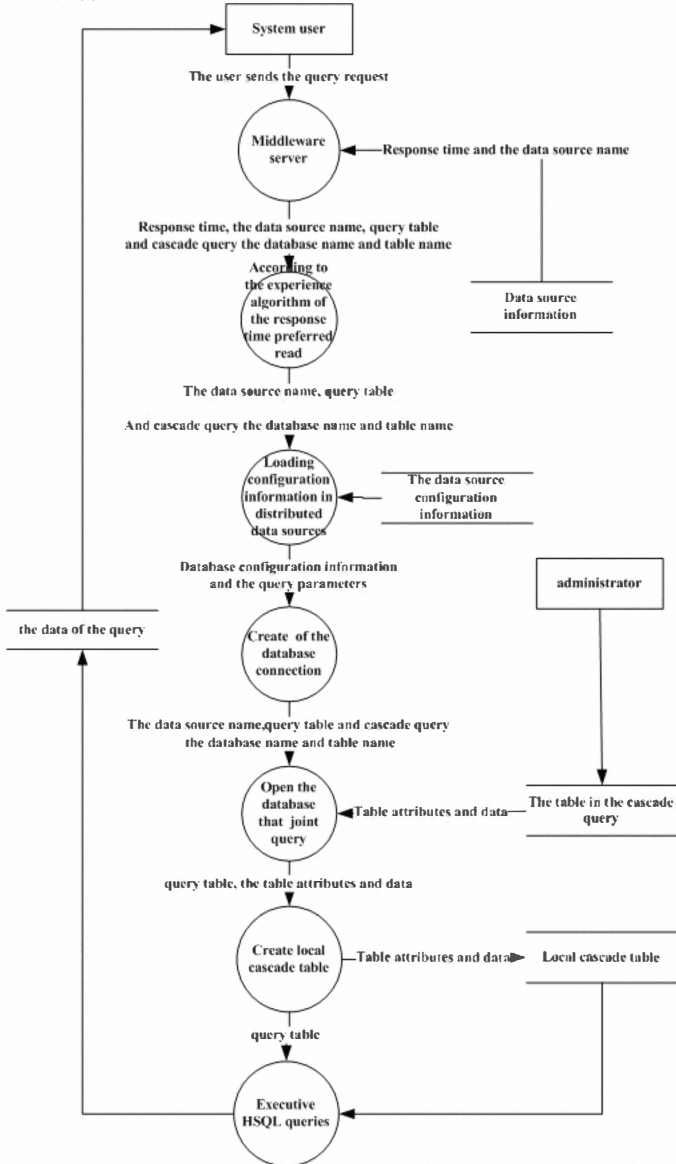 System user
The user sends the query request
Middleware
server
Response time and the data source name
Response time, the data source name, query table
and cascade query the database name and table name
According to
the experience
algorithm of
the response
time preferred
read
Data source
information
The data source name, query table
And cascade query the database name and table name
Loading
configuration
information in
distributed
data sources
The data source
configuration
information
Database configuration information
and the query parameters
administrator
the data of the query
Create of the
database
connection
The data source name,query table and cascade query
the database name and table name
Open the
database
that joint
query
Table attributes and data
The table in the cascade
query
query table, the table attributes and data
Create local
cascade table
Table attributes and data
Local cascade table
query table
Executive
HSQL queries